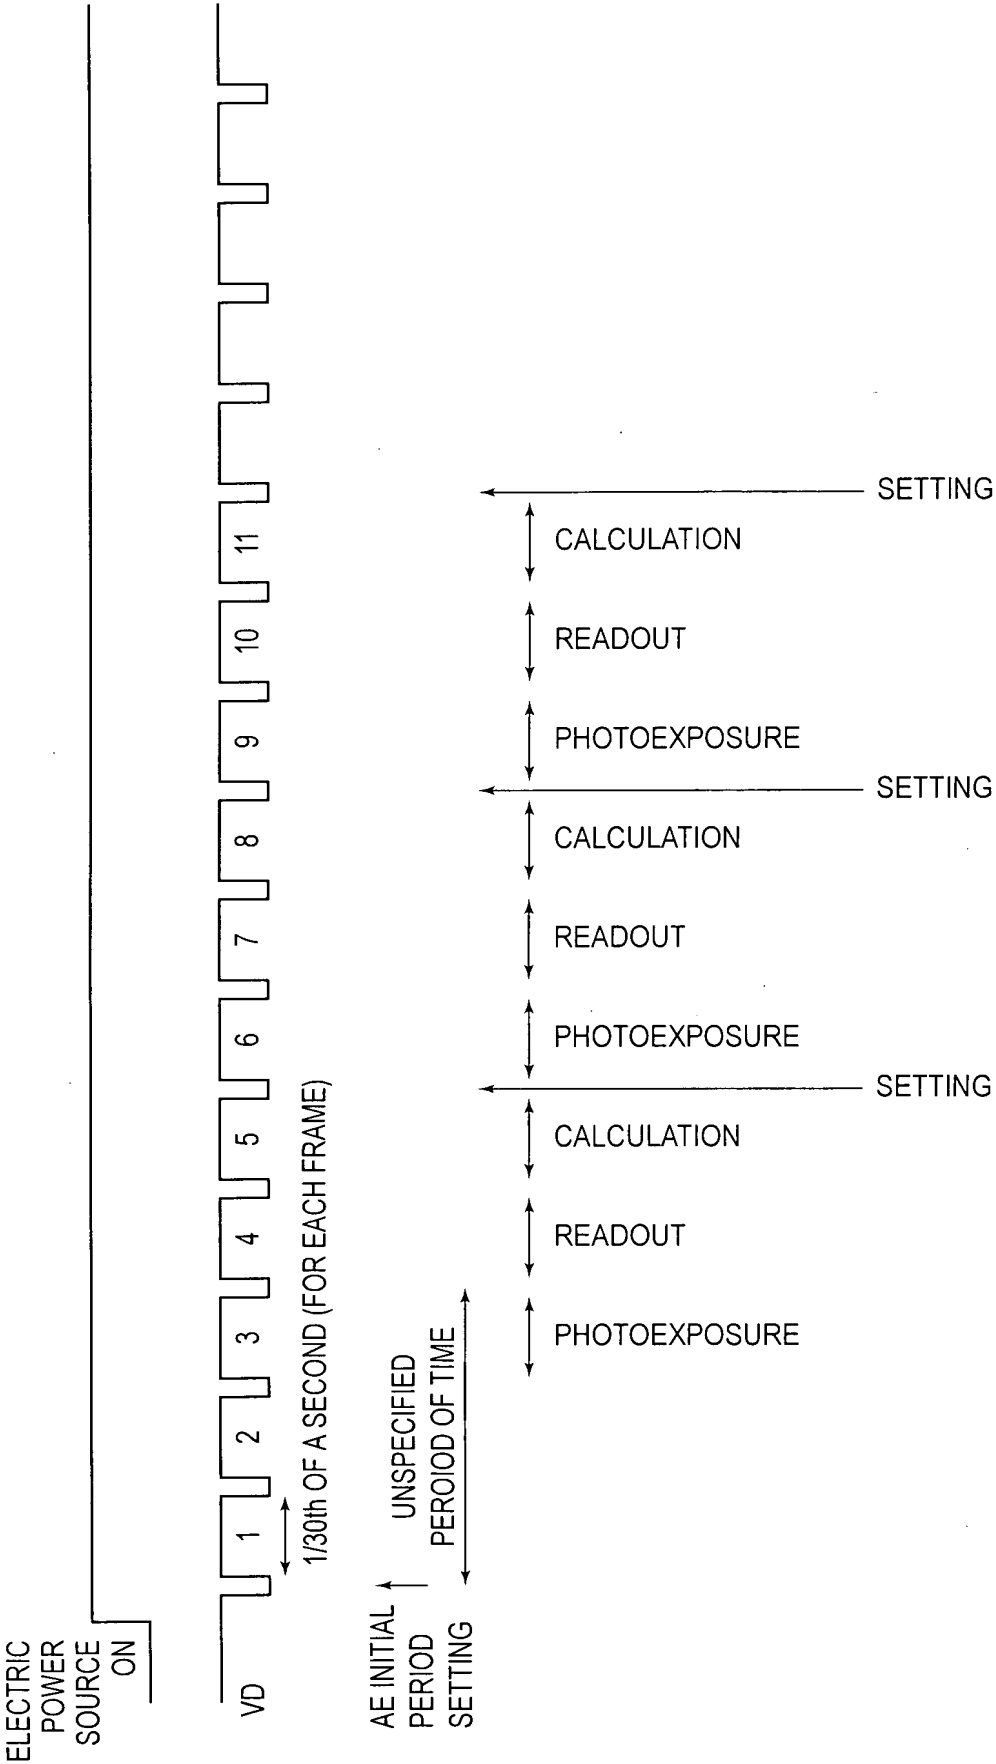 ELECTRIC
POWER
SOURCE
ON
VD
1
2
3
4
5
6
7
8
9
10
11
1/30th OF A SECOND (FOR EACH FRAME)
AE INITIAL
PERIOD
SETTING
UNSPECIFIED
PEROIOD OF TIME
PHOTOEXPOSURE
READOUT
CALCULATION
SETTING
PHOTOEXPOSURE
READOUT
CALCULATION
SETTING
PHOTOEXPOSURE
READOUT
CALCULATION
SETTING